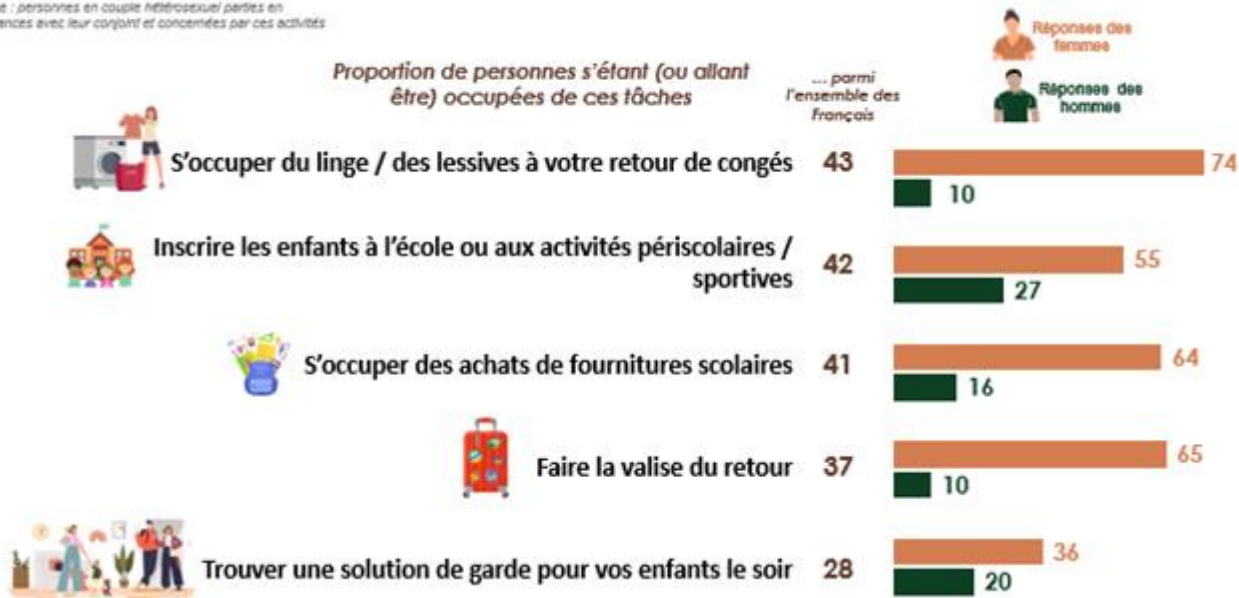 e : personnes en couple hétérosexuel parties en
ances avec leur conjoint et concernées par ces activités
Proportion de personnes s'étant (ou allant
être) occupées de ces tâches
... parmi
l'ensemble des
Français
Réponses des
femmes
Réponses des
hommes
S'occuper du linge / des lessives à votre retour de congés 43 74
10
Inscrire les enfants à l'école ou aux activités périscolaires /
sportives 42 55
27
S'occuper des achats de fournitures scolaires 41 64
16
Faire la valise du retour 37 65
10
Trouver une solution de garde pour vos enfants le soir 28 36
20